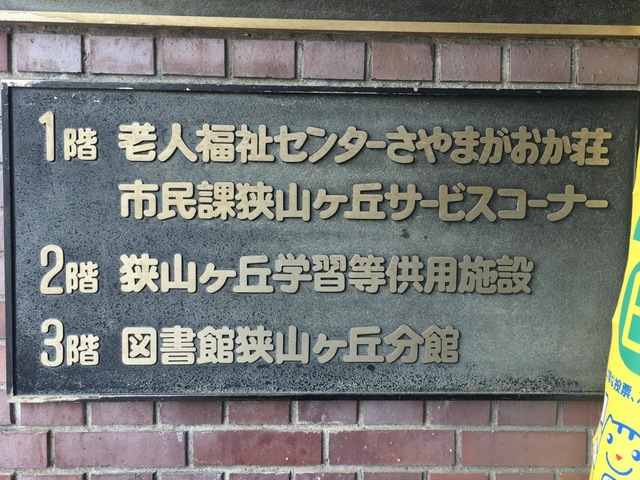 1階 老人福祉センターさやまがおか荘
市民課狭山ヶ丘サービスコーナー
2階 狭山ヶ丘学習等供用施設
3階 図書館狭山ヶ丘分館
投票、